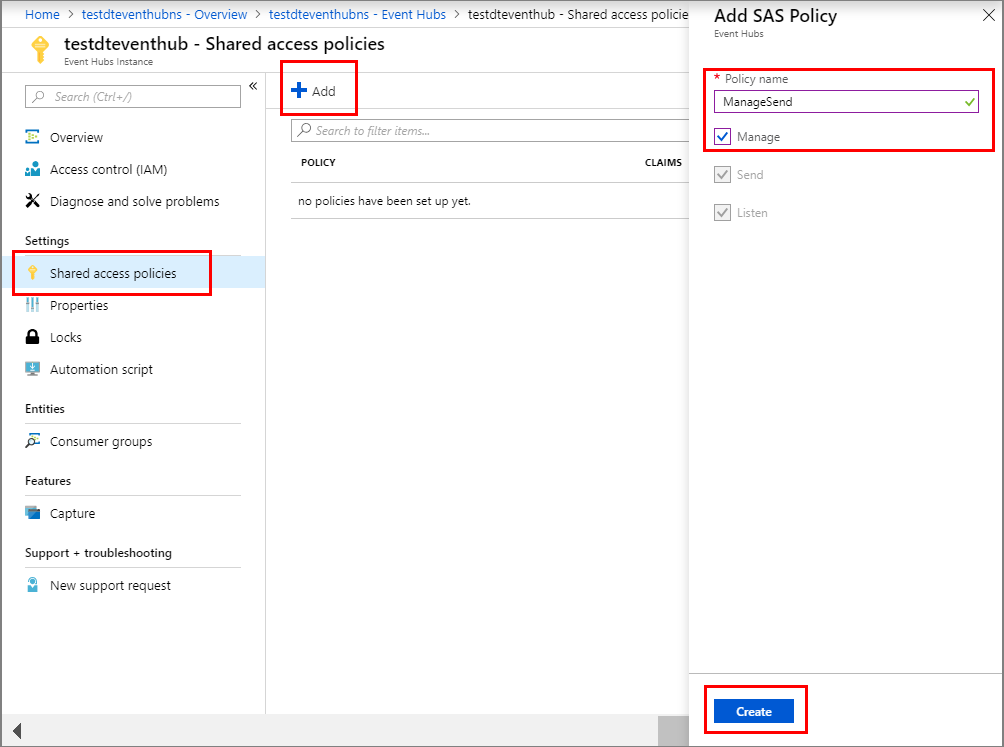 Home > testdteventhubns - Overview > testdteventhubns - Event Hubs > testdteventhub - Shared access policie
testdteventhub - Shared access policies
Event Hubs Instance
Search (Ctrl+/)
«
Overview
Access control (IAM)
Diagnose and solve problems
Settings
Shared access policies
Properties
Locks
Automation script
Entities
Consumer groups
Features
Capture
Support + troubleshooting
New support request
Add
Search to filter items...
POLICY CLAIMS
no policies have been set up yet.
Add SAS Policy
Event Hubs
* Policy name
ManageSend
Manage
Send
Listen
Create